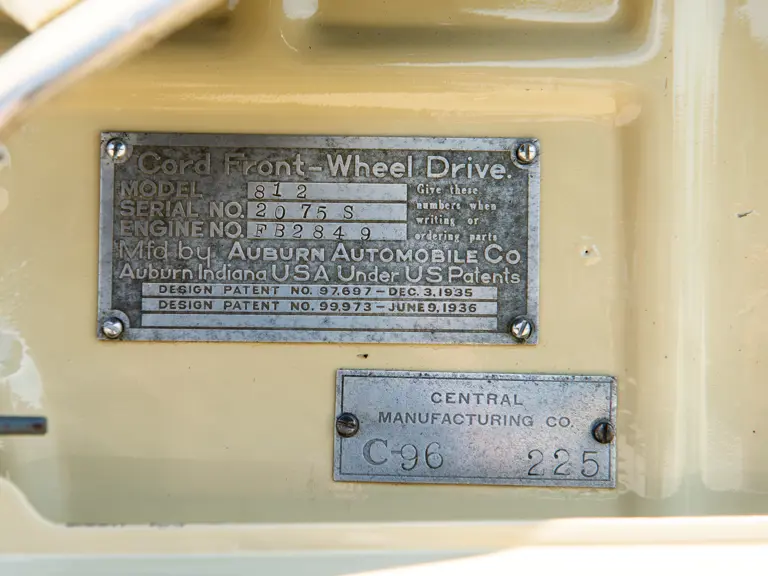 Cord Front-Wheel Drive.
MODEL 812
SERIAL NO. 2075 S
ENGINE NO. FB2849
Give these
numbers when
writing or
ordering parts
Mfd by AUBURN AUTOMOBILE CO
Auburn Indiana USA Under US Patents
DESIGN PATENT NO. 97,697-DEC. 3, 1935
DESIGN PATENT NO. 99,973-JUNE 9, 1936
CENTRAL
MANUFACTURING CO.
C-96 225